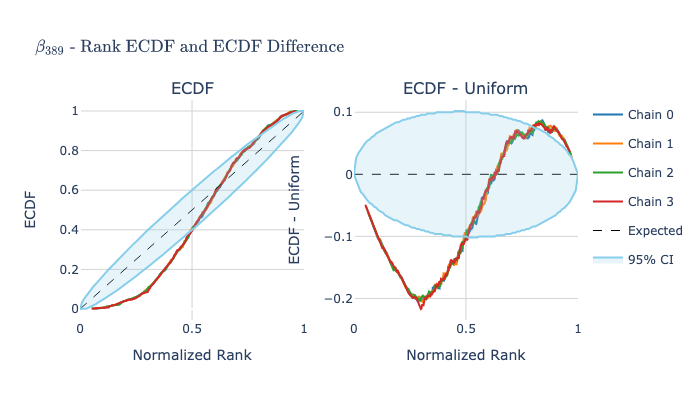 β389 - Rank ECDF and ECDF Difference
ECDF
ECDF - Uniform
ECDF
1
0.8
0.6
0.4
0.2
0
0
0.5
1
Normalized Rank
ECDF - Uniform
0.1
0
−0.1
−0.2
0
0.5
1
Normalized Rank
Chain 0
Chain 1
Chain 2
Chain 3
Expected
95% CI